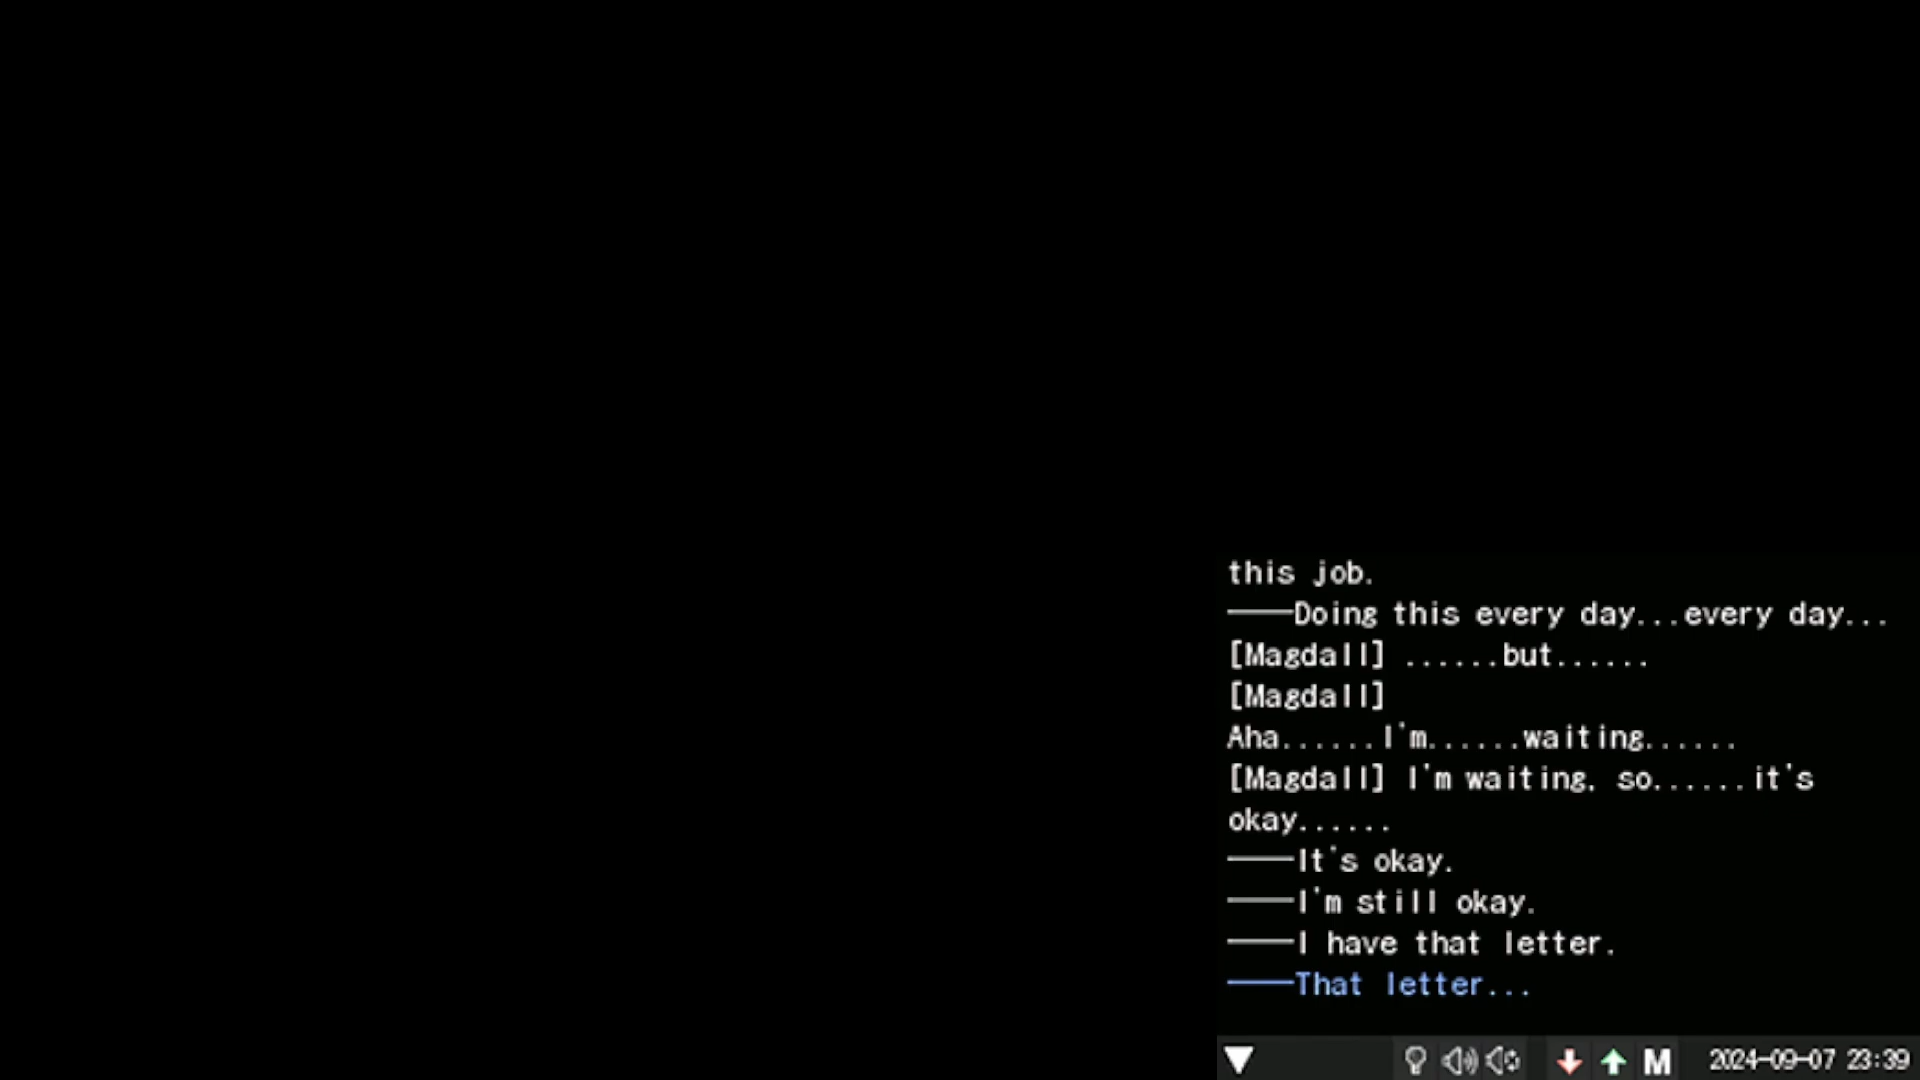 this job.
───Doing this every day...every day...
[Magdall] ......but......
[Magdall]
Aha......I'm......waiting......
[Magdall] I'm waiting, so......it's
okay......
───It's okay.
───I'm still okay.
───I have that letter.
───That letter...
M 2024-09-07 23:39